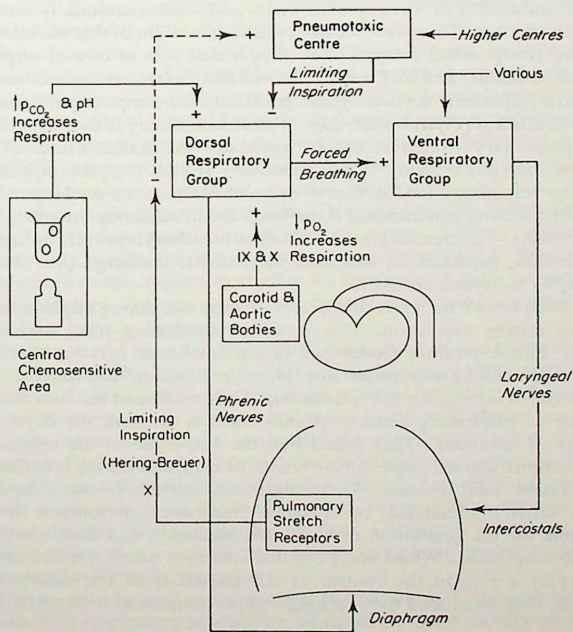 Pneumotoxic
Centre
Higher Centres
Limiting
Inspiration
Various
↑pCO2 & pH
Increases
Respiration
Dorsal
Respiratory
Group
Forced
Breathing
Ventral
Respiratory
Group
+
+
-
+
+
-
IX & X
↑pO2
Increases
Respiration
Carotid &
Aortic
Bodies
Central
Chemosensitive
Area
Phrenic
Nerves
Laryngeal
Nerves
Limiting
Inspiration
(Hering-Breuer)
X
Pulmonary
Stretch
Receptors
Intercostals
Diaphragm